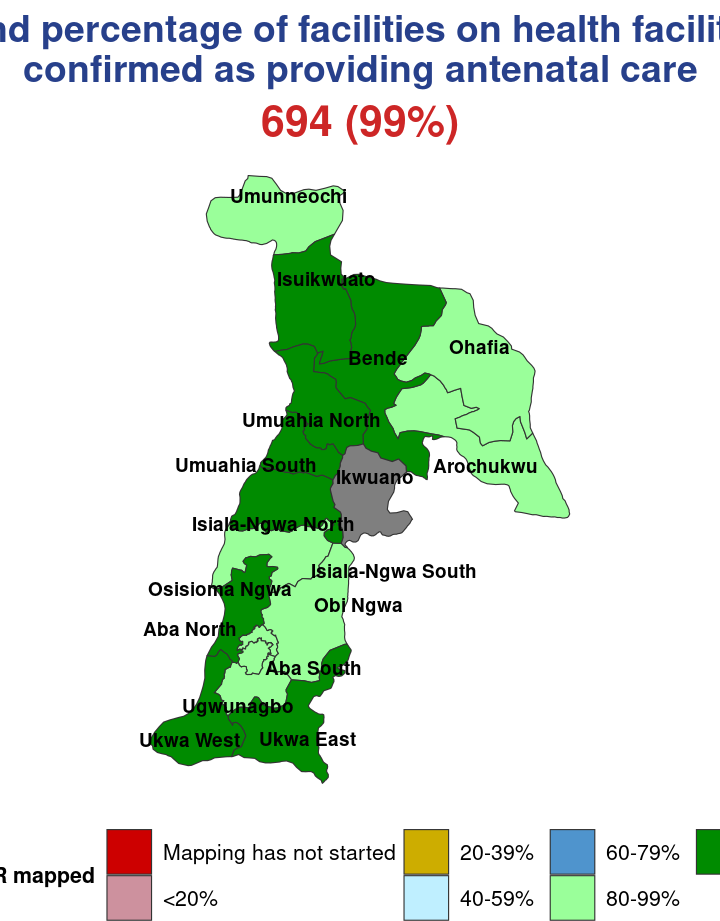 nd percentage of facilities on health facilit
confirmed as providing antenatal care
694 (99%)
Umunneochi
Isuikwuato
Ohafia
Bende
Umuahia North
Umuahia South
Arochukwu
Ikwuano
Isiala-Ngwa North
Isiala-Ngwa South
Osisioma Ngwa
Obi Ngwa
Aba North
Aba South
Ugwunagbo
Ukwa West
Ukwa East
R mapped
Mapping has not started
20-39%
60-79%
<20%
40-59%
80-99%